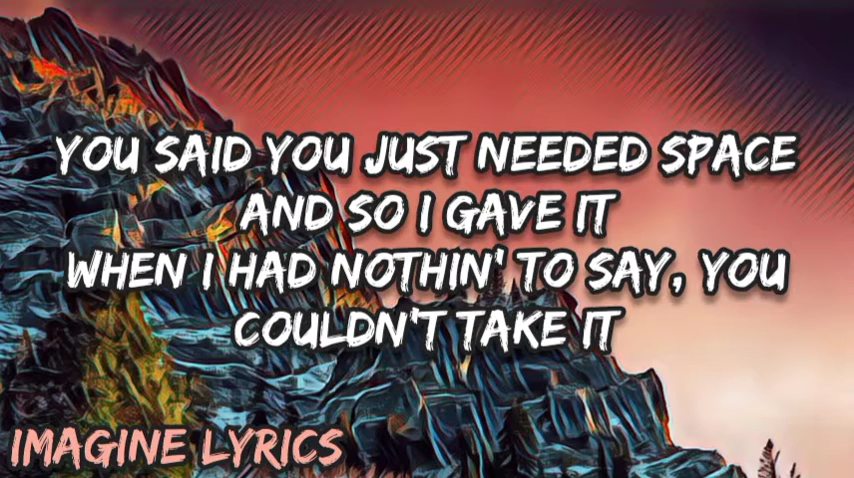 YOU SAID YOU JUST NEEDED SPACE
AND SO I GAVE IT
WHEN I HAD NOTHIN' TO SAY, YOU
COULDN'T TAKE IT
IMAGINE LYRICS